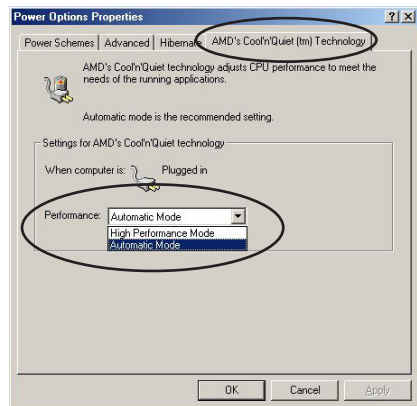 Power Options Properties
Power Schemes Advanced Hibernate AMD's Cool'n'Quiet (tm) Technology
AMD's Cool'n'Quiet technology adjusts CPU performance to meet the
needs of the running applications.
Automatic mode is the recommended setting.
Settings for AMD's Cool'n'Quiet technology
When computer is: Plugged in
Performance: Automatic Mode
High Performance Mode
Automatic Mode
OK Cancel Apply